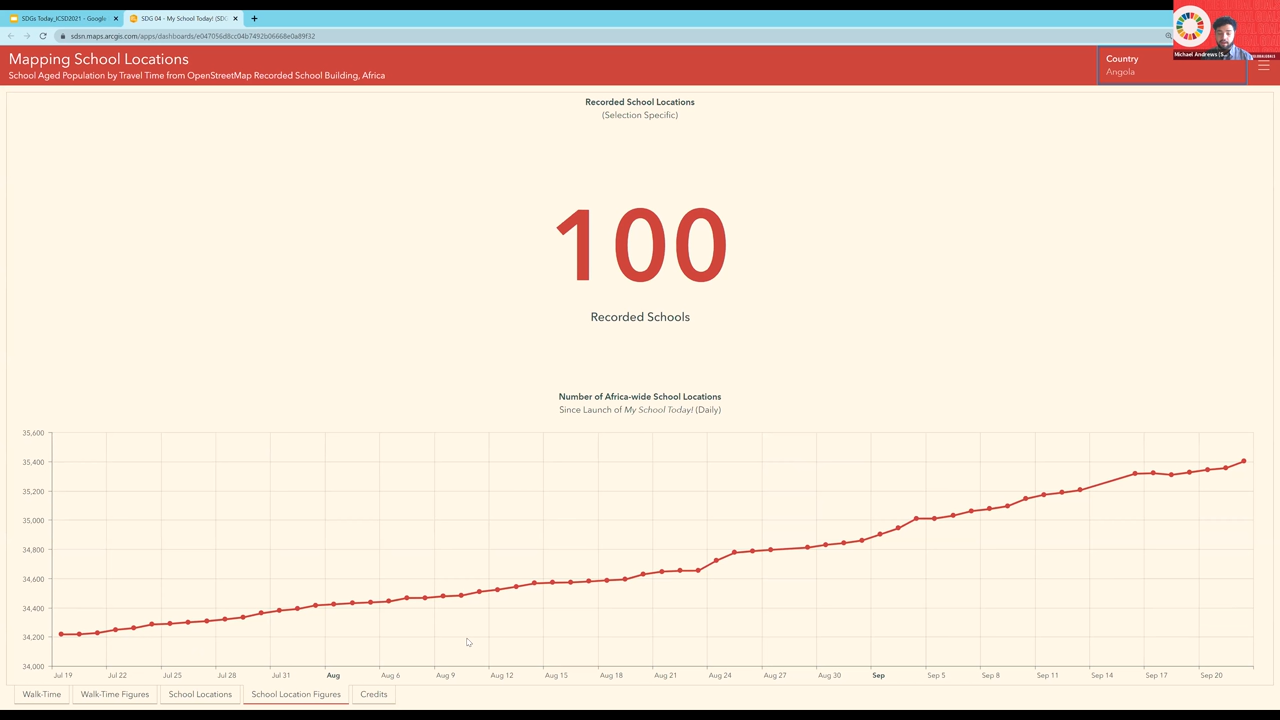 SDGs Today_ICSD2021 - Google
SDG 04 - My School Today! (SDG
sdsn.maps.arcgis.com/apps/dashboards/e047056d8cc04b7492b06668e0a89f32
Mapping School Locations
School Aged Population by Travel Time from OpenStreetMap Recorded School Building, Africa
Country
Angola
Michael Andrews (S...
Recorded School Locations
(Selection Specific)
100
Recorded Schools
Number of Africa-wide School Locations
Since Launch of My School Today! (Daily)
35,600
35,400
35,200
35,000
34,800
34,600
34,400
34,200
34,000
Jul 19 Jul 22 Jul 25 Jul 28 Jul 31 Aug Aug 6 Aug 9 Aug 12 Aug 15 Aug 18 Aug 21 Aug 24 Aug 27 Aug 30 Sep Sep 5 Sep 8 Sep 11 Sep 14 Sep 17 Sep 20
Walk-Time Walk-Time Figures School Locations School Location Figures Credits